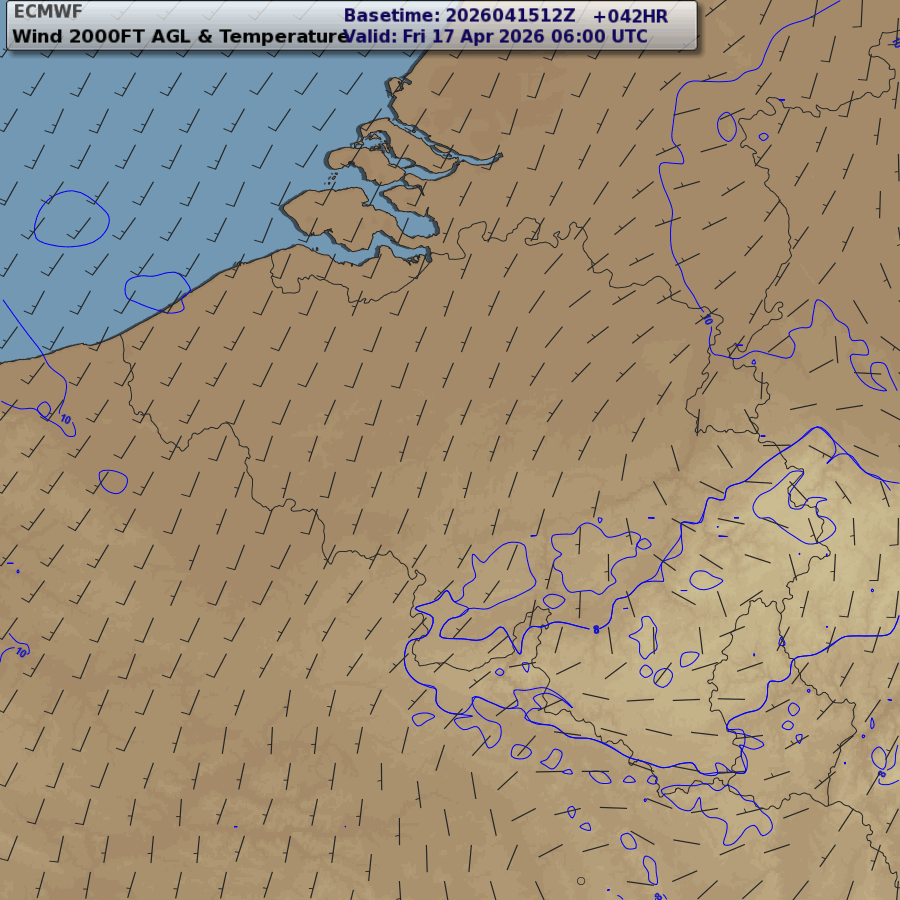 ECMWF
Basetime: 2026041512Z +042HR
Wind 2000FT AGL & Temperature
Valid: Fri 17 Apr 2026 06:00 UTC
10
10
8
10